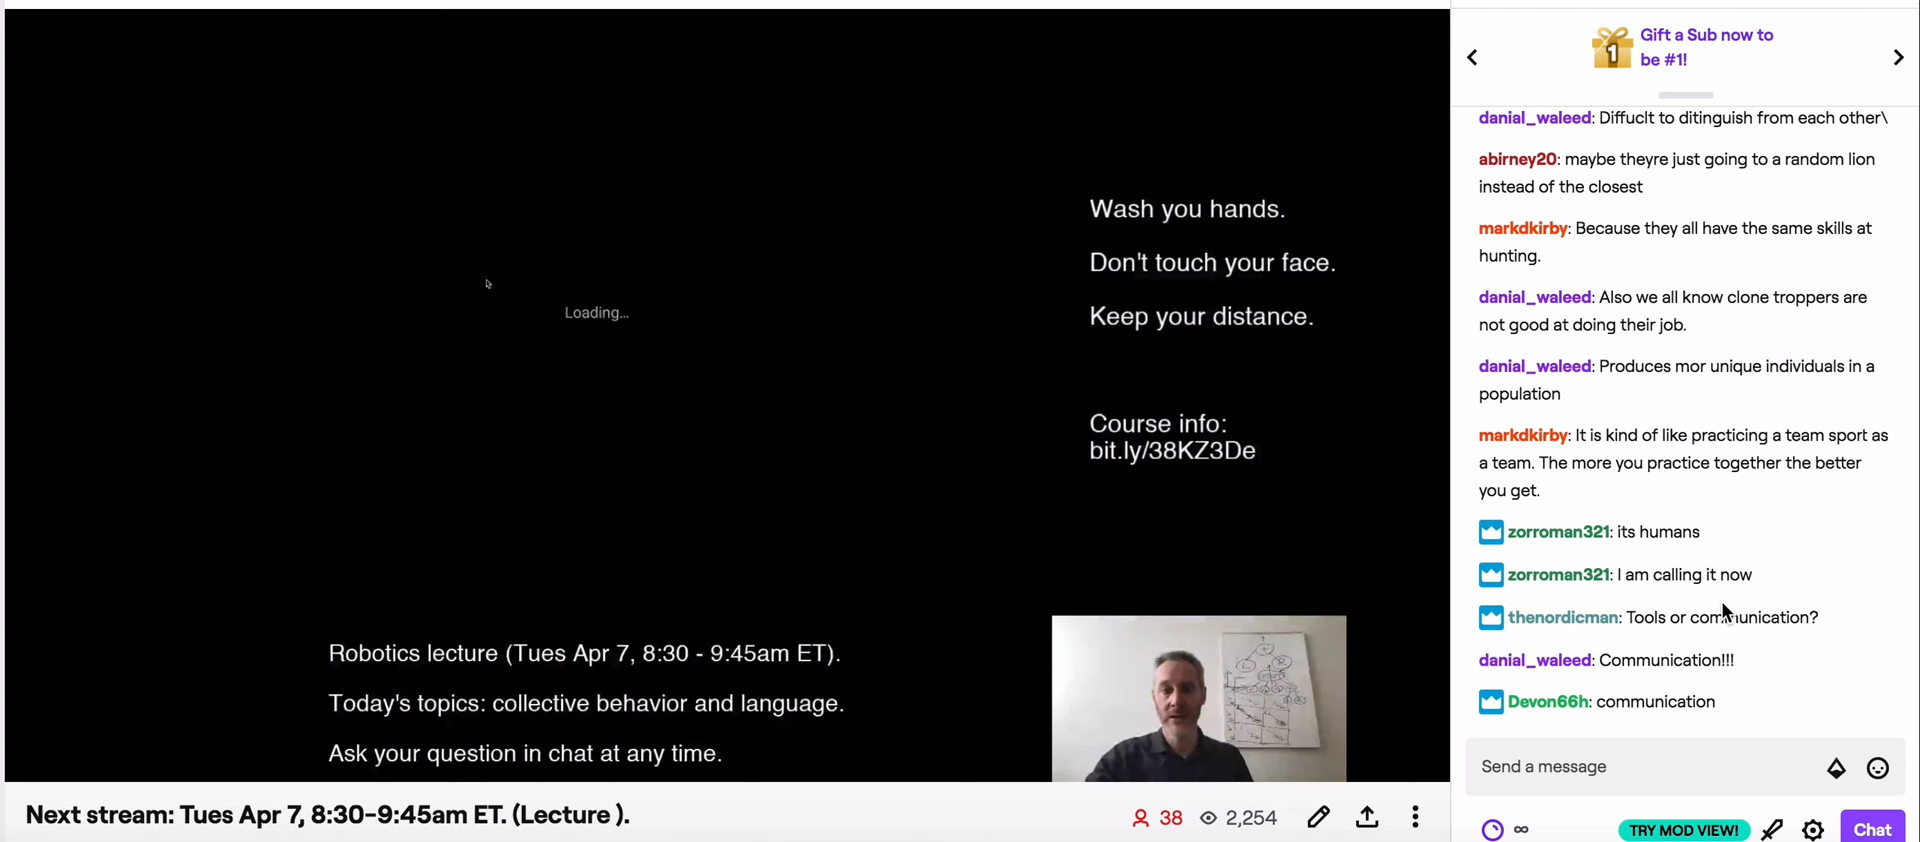 Loading...
Wash you hands.
Don't touch your face.
Keep your distance.
Course info:
bit.ly/38KZ3De
Robotics lecture (Tues Apr 7, 8:30 - 9:45am ET).
Today's topics: collective behavior and language.
Ask your question in chat at any time.
Next stream: Tues Apr 7, 8:30-9:45am ET. (Lecture ).
38
2,254
1
Gift a Sub now to
be #1!
danial_waleed: Diffuclt to ditinguish from each other\
abirney20: maybe theyre just going to a random lion
instead of the closest
markdkirby: Because they all have the same skills at
hunting.
danial_waleed: Also we all know clone troppers are
not good at doing their job.
danial_waleed: Produces mor unique individuals in a
population
markdkirby: It is kind of like practicing a team sport as
a team. The more you practice together the better
you get.
zorroman321: its humans
zorroman321: I am calling it now
thenordicman: Tools or communication?
danial_waleed: Communication!!!
Devon66h: communication
Send a message
∞
TRY MOD VIEW!
Chat